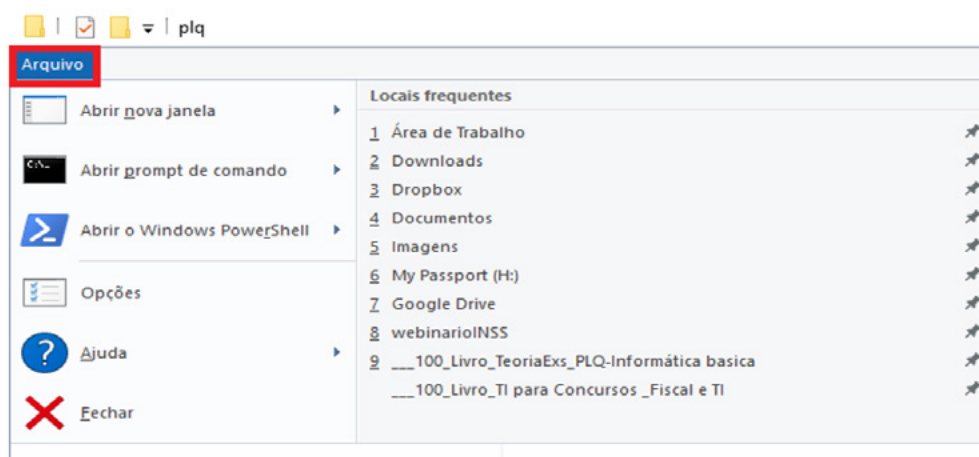 plq
Arquivo
Abrir nova janela
Abrir prompt de comando
C:\_
Abrir o Windows PowerShell
Opções
Ajuda
Fechar
Locais frequentes
1 Área de Trabalho
2 Downloads
3 Dropbox
4 Documentos
5 Imagens
6 My Passport (H:)
7 Google Drive
8 webinarioINSS
9 ___100_Livro_TeoriaExs_PLQ-Informática basica
___100_Livro_TI para Concursos _Fiscal e TI